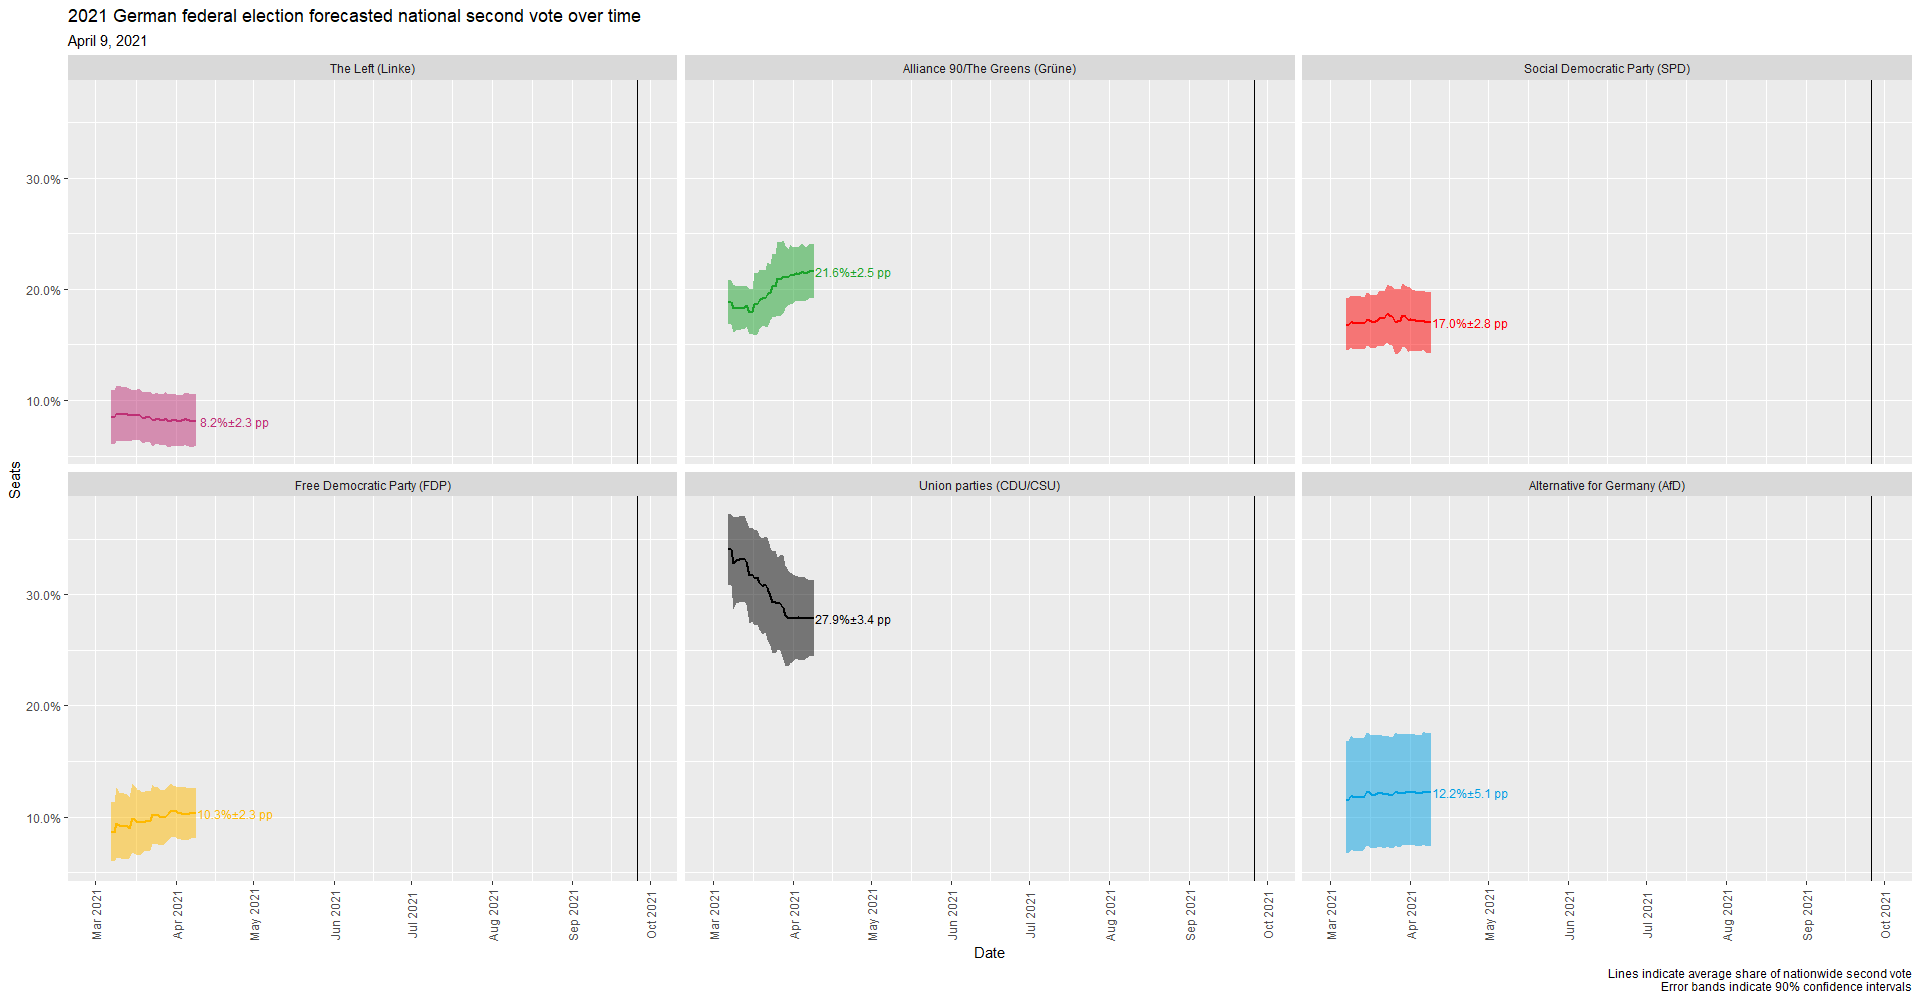 2021 German federal election forecasted national second vote over time
April 9, 2021
The Left (Linke)
Alliance 90/The Greens (Grüne)
Social Democratic Party (SPD)
30.0%
20.0%
10.0%
8.2%±2.3 pp
21.6%±2.5 pp
17.0%±2.8 pp
Seats
Free Democratic Party (FDP)
Union parties (CDU/CSU)
Alternative for Germany (AfD)
30.0%
20.0%
10.0%
10.3%±2.3 pp
27.9%±3.4 pp
12.2%±5.1 pp
Mar 2021
Apr 2021
May 2021
Jun 2021
Jul 2021
Aug 2021
Sep 2021
Oct 2021
Mar 2021
Apr 2021
May 2021
Jun 2021
Jul 2021
Aug 2021
Sep 2021
Oct 2021
Mar 2021
Apr 2021
May 2021
Jun 2021
Jul 2021
Aug 2021
Sep 2021
Oct 2021
Date
Lines indicate average share of nationwide second vote
Error bands indicate 90% confidence intervals